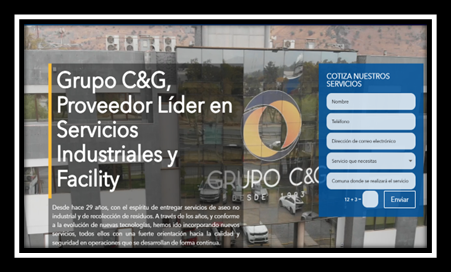 Grupo C&G,
Proveedor Líder en
Servicios
Industriales y
Facility
Desde hace 29 años, con el espíritu de entregar servicios de aseo no
industrial y de recolección de residuos. A través de los años, y conforme
a la evolución de nuevas tecnologías, hemos ido incorporando nuevos
servicios, todos ellos con una fuerte orientación hacia la calidad y
seguridad en operaciones que se desarrollan de forma continua.
GRUPO C&G
DESDE 1993
COTIZA NUESTROS
SERVICIOS
Nombre
Teléfono
Dirección de correo electrónico
Servicio que necesitas
Comuna donde se realizará el servicio
12 + 3 =
Enviar